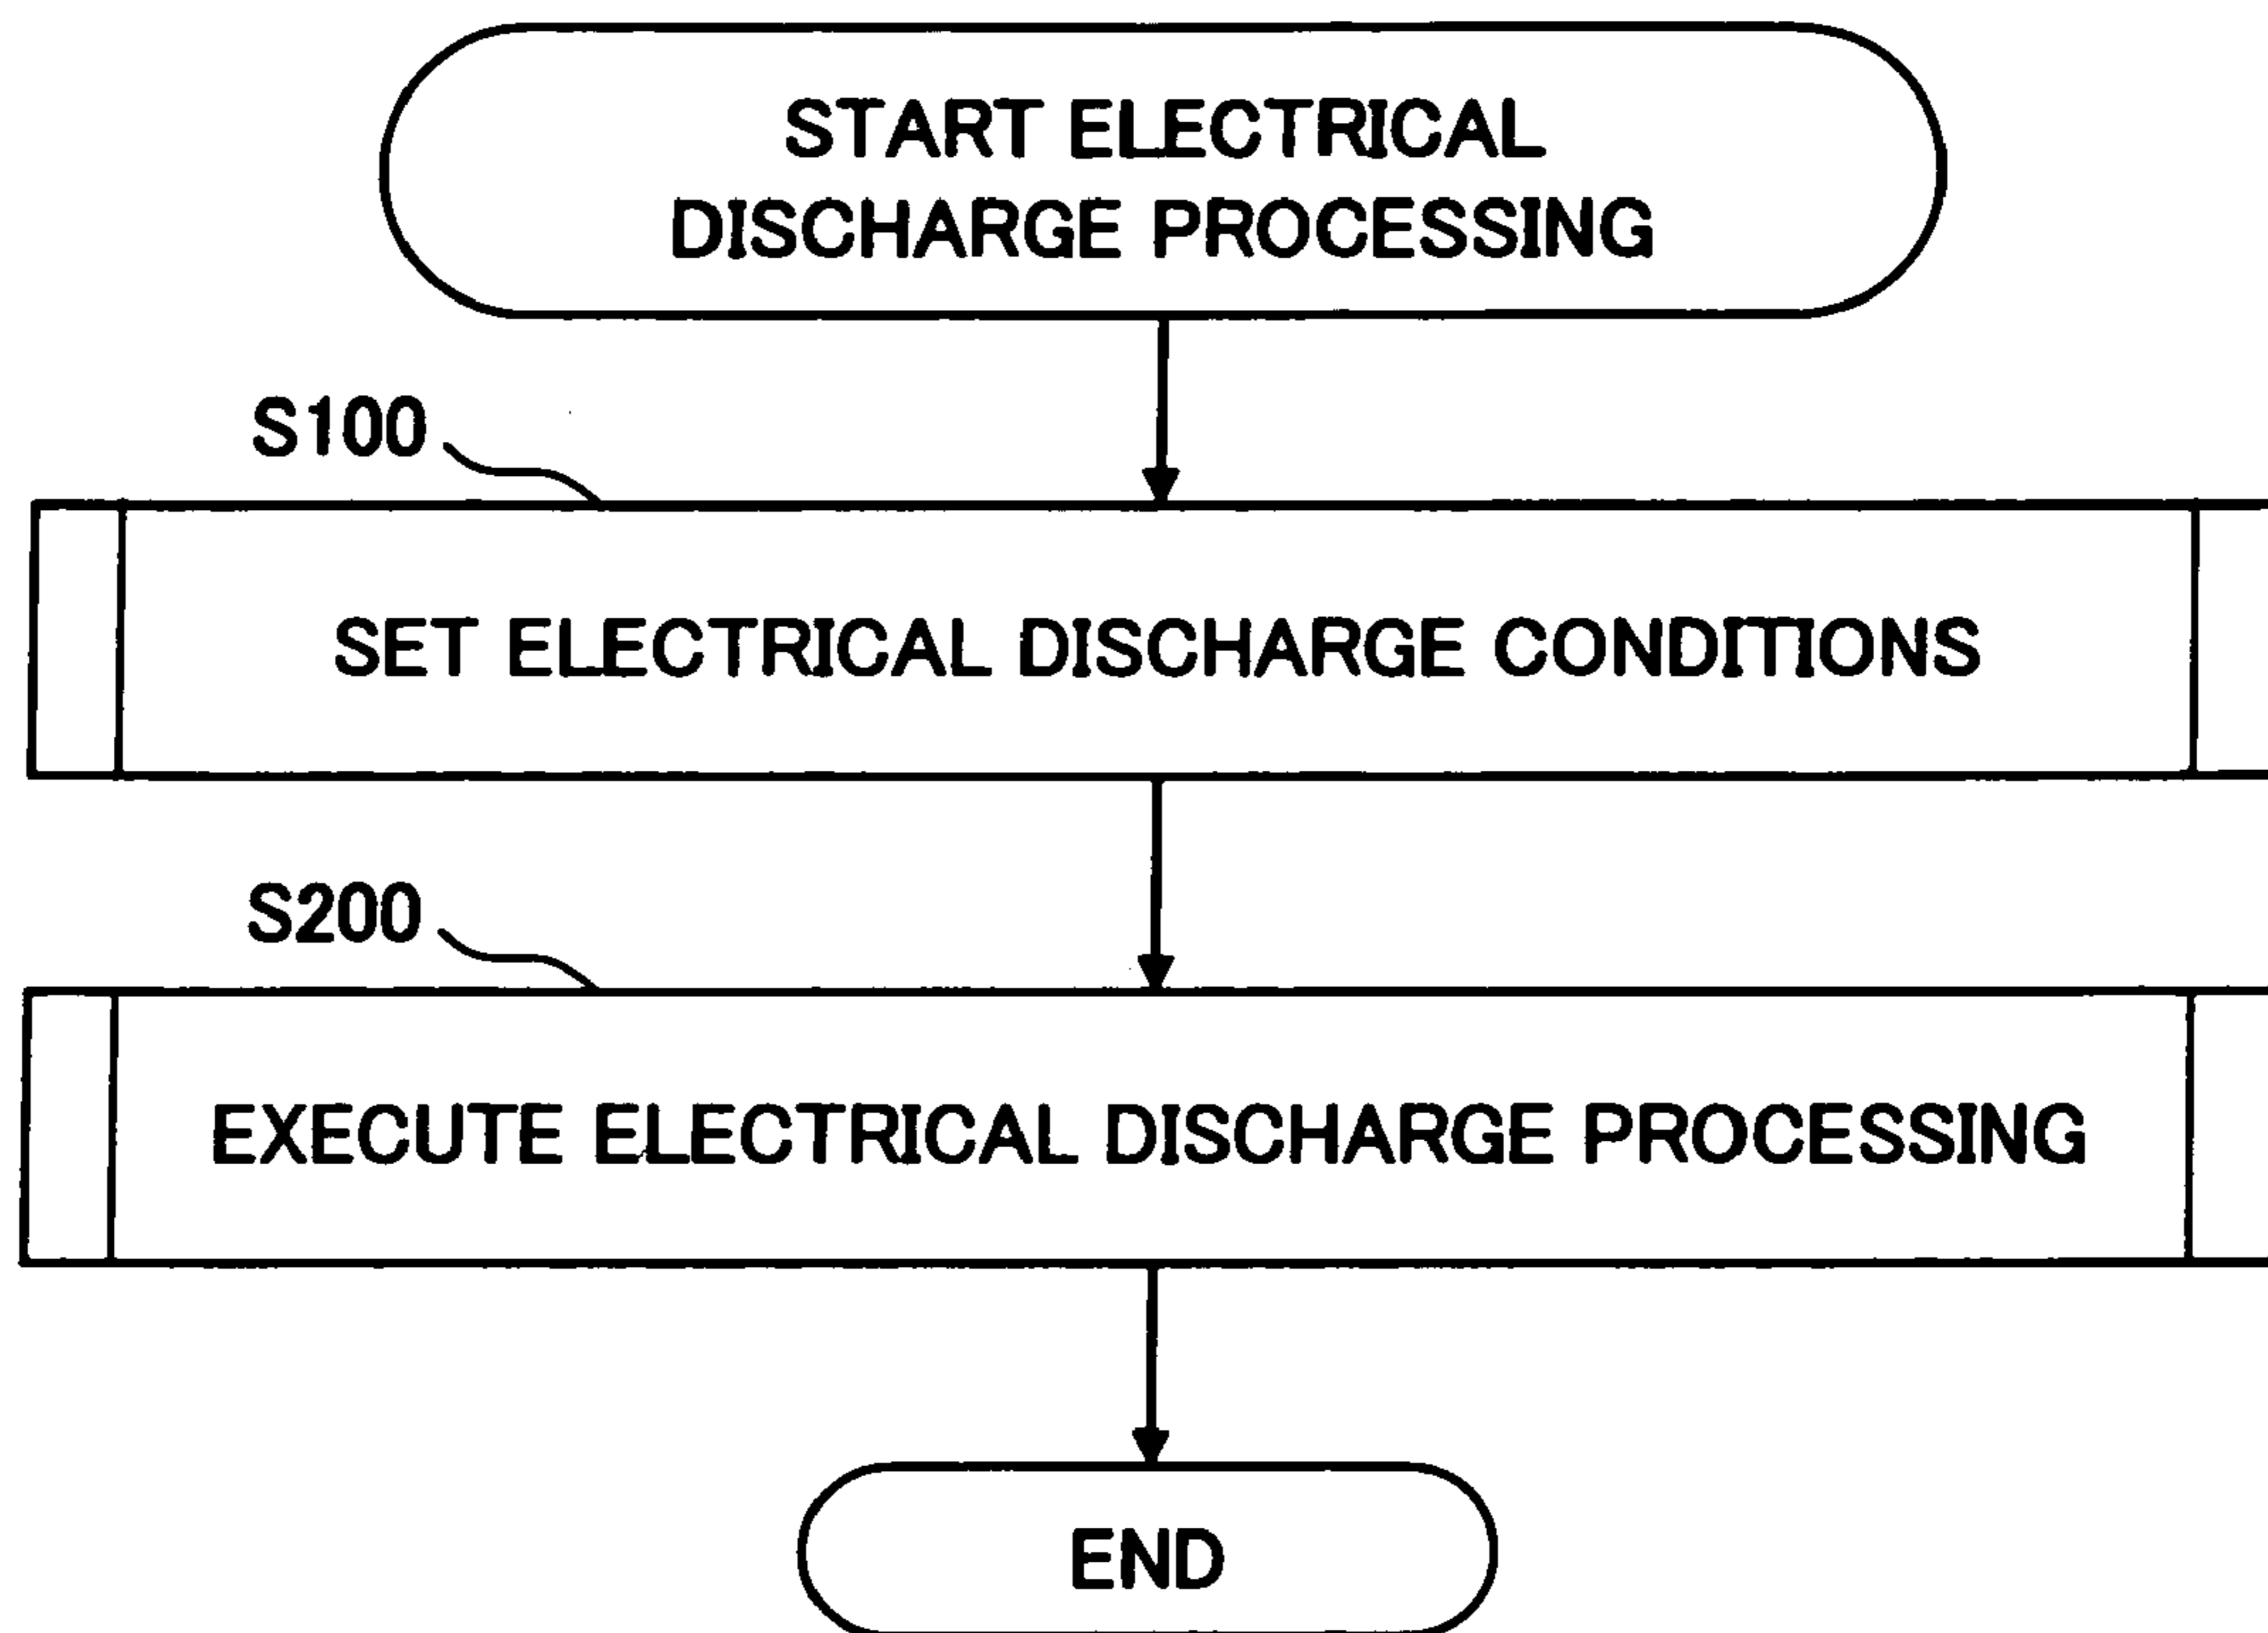 START ELECTRICAL
DISCHARGE PROCESSING
S100
SET ELECTRICAL DISCHARGE CONDITIONS
S200
EXECUTE ELECTRICAL DISCHARGE PROCESSING
END